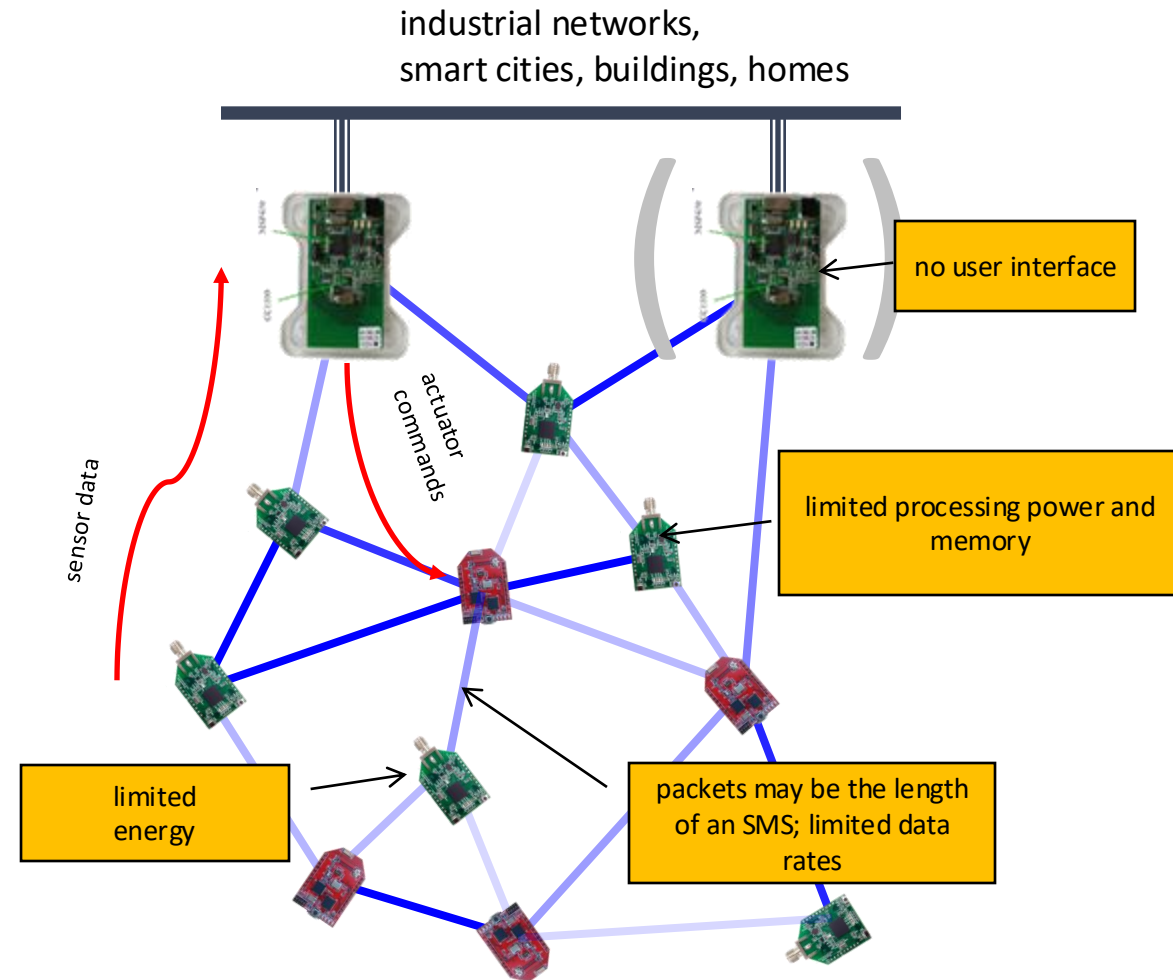 industrial networks,
smart cities, buildings, homes
no user interface
actuator
commands
sensor data
limited processing power and
memory
limited
energy
packets may be the length
of an SMS; limited data
rates